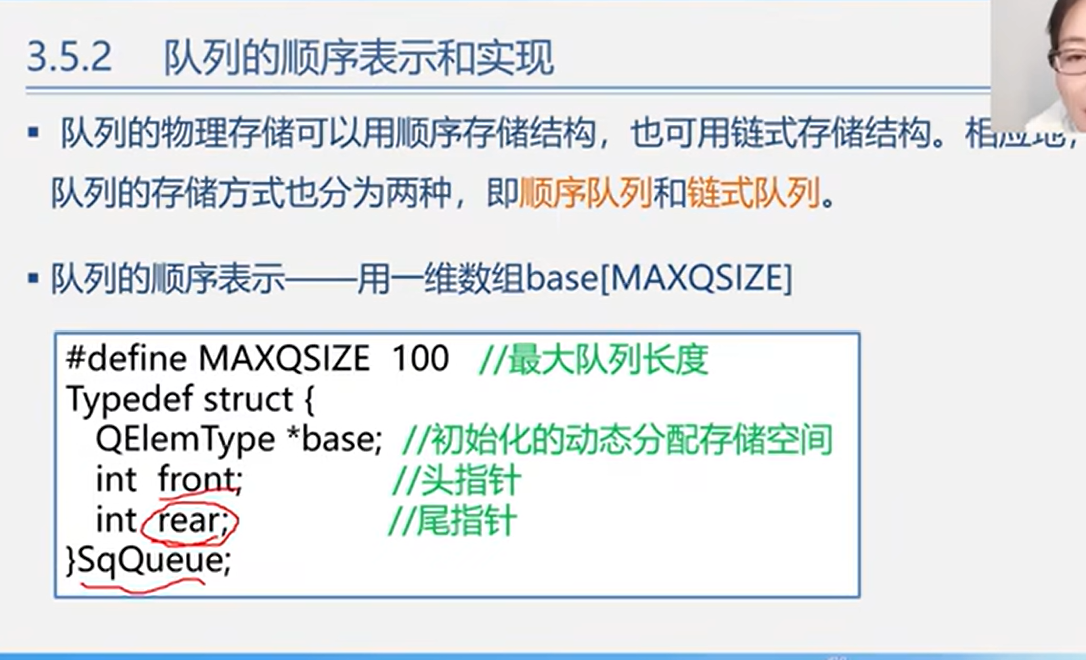 3.5.2 队列的顺序表示和实现
▪ 队列的物理存储可以用顺序存储结构，也可用链式存储结构。相应地，
队列的存储方式也分为两种，即顺序队列和链式队列。
▪ 队列的顺序表示——用一维数组base[MAXQSIZE]
#define MAXQSIZE 100 //最大队列长度
Typedef struct {
QElemType *base; //初始化的动态分配存储空间
int front; //头指针
int rear; //尾指针
}SqQueue;